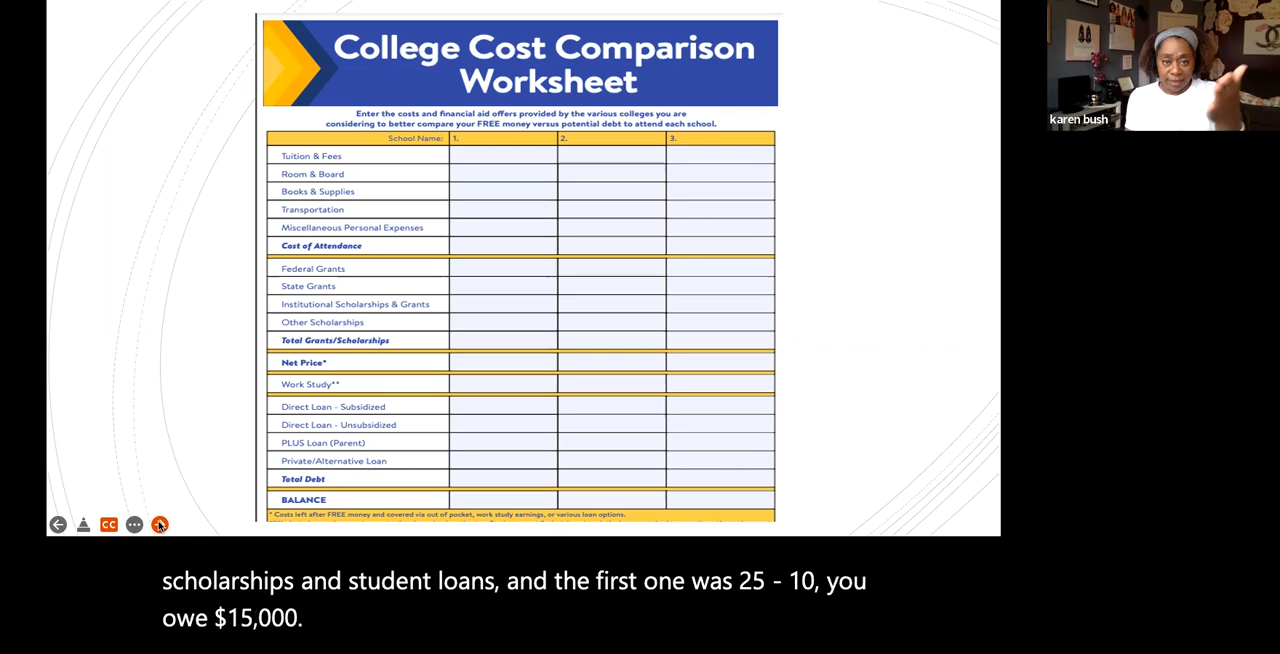 College Cost Comparison
Worksheet
Enter the costs and financial aid offers provided by the various colleges you are
considering to better compare your FREE money versus potential debt to attend each school.
School Name: 1. 2. 3.
Tuition & Fees
Room & Board
Books & Supplies
Transportation
Miscellaneous Personal Expenses
Cost of Attendance
Federal Grants
State Grants
Institutional Scholarships & Grants
Other Scholarships
Total Grants/Scholarships
Net Price*
Work Study**
Direct Loan - Subsidized
Direct Loan - Unsubsidized
PLUS Loan (Parent)
Private/Alternative Loan
Total Debt
BALANCE
* Costs left after FREE money and covered via out of pocket, work study earnings, or various loan options.
karen bush
CC
scholarships and student loans, and the first one was 25 - 10, you
owe $15,000.